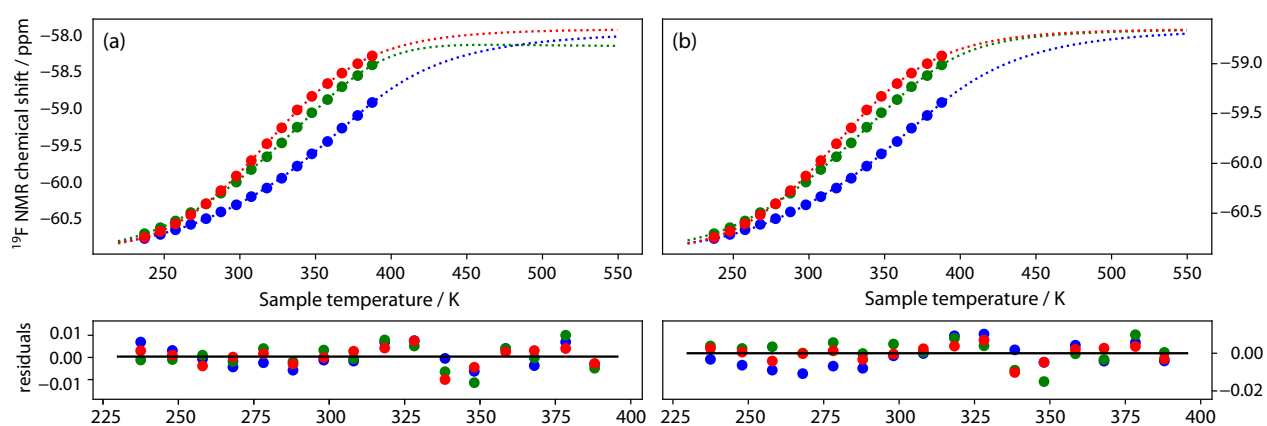 ¹⁹F NMR chemical shift / ppm
(a)
−58.0
−58.5
−59.0
−59.5
−60.0
−60.5
250 300 350 400 450 500 550
Sample temperature / K
(b)
−59.0
−59.5
−60.0
−60.5
250 300 350 400 450 500 550
Sample temperature / K
residuals
0.01
0.00
−0.01
225 250 275 300 325 350 375 400
0.00
−0.02
225 250 275 300 325 350 375 400